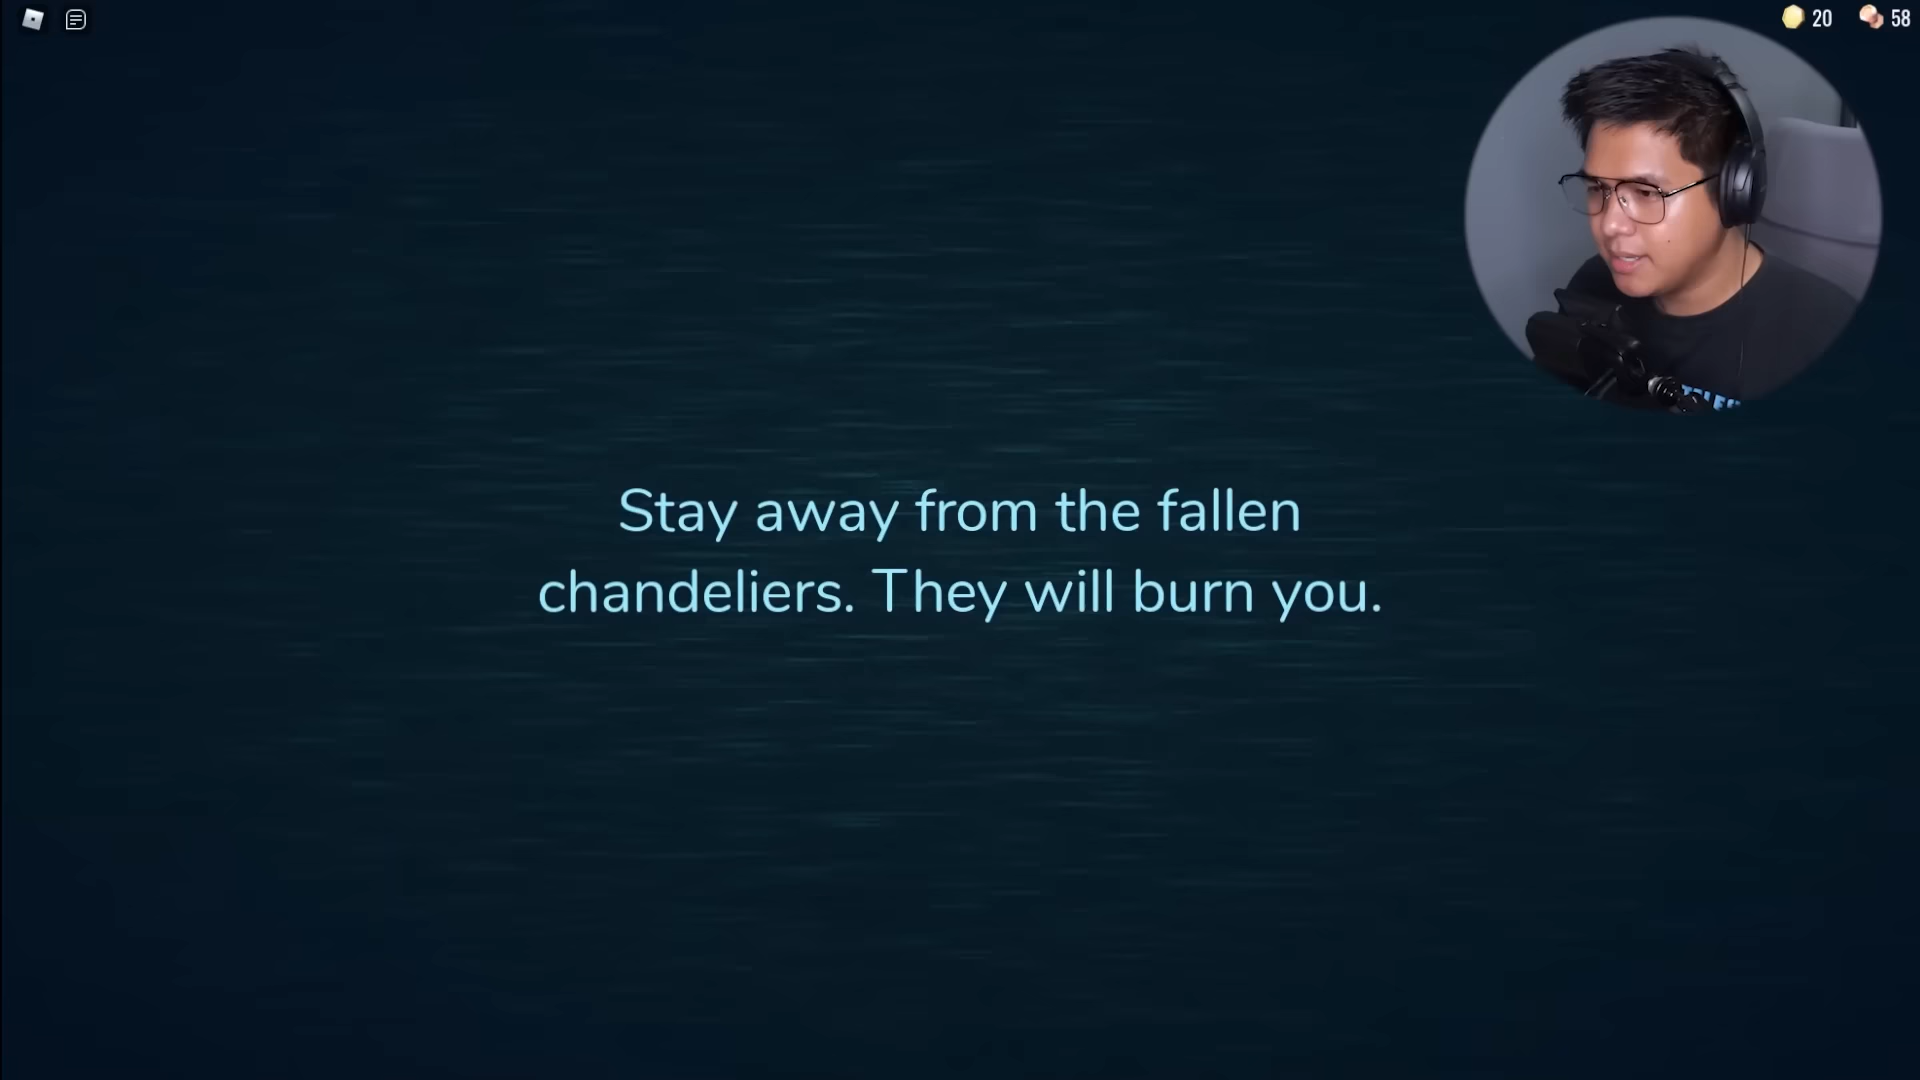 20
58
Stay away from the fallen
chandeliers. They will burn you.